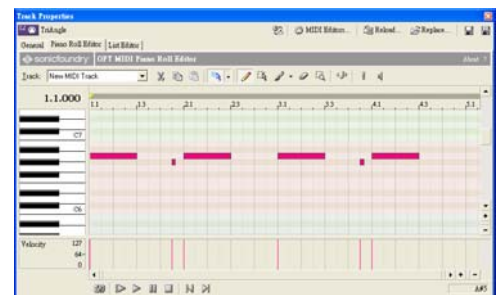 Track Properties
TriAngle
MIDI Editor...
Reload...
Replace...
General Piano Roll Editor List Editor
sonicfoundry OPT MIDI Piano Roll Editor About ?
Track: New MIDI Track
1.1.000
1.1 1.3 2.1 2.3 3.1 3.3 4.1 4.3 5.1
C7
C6
Velocity 127
64
0
A#5